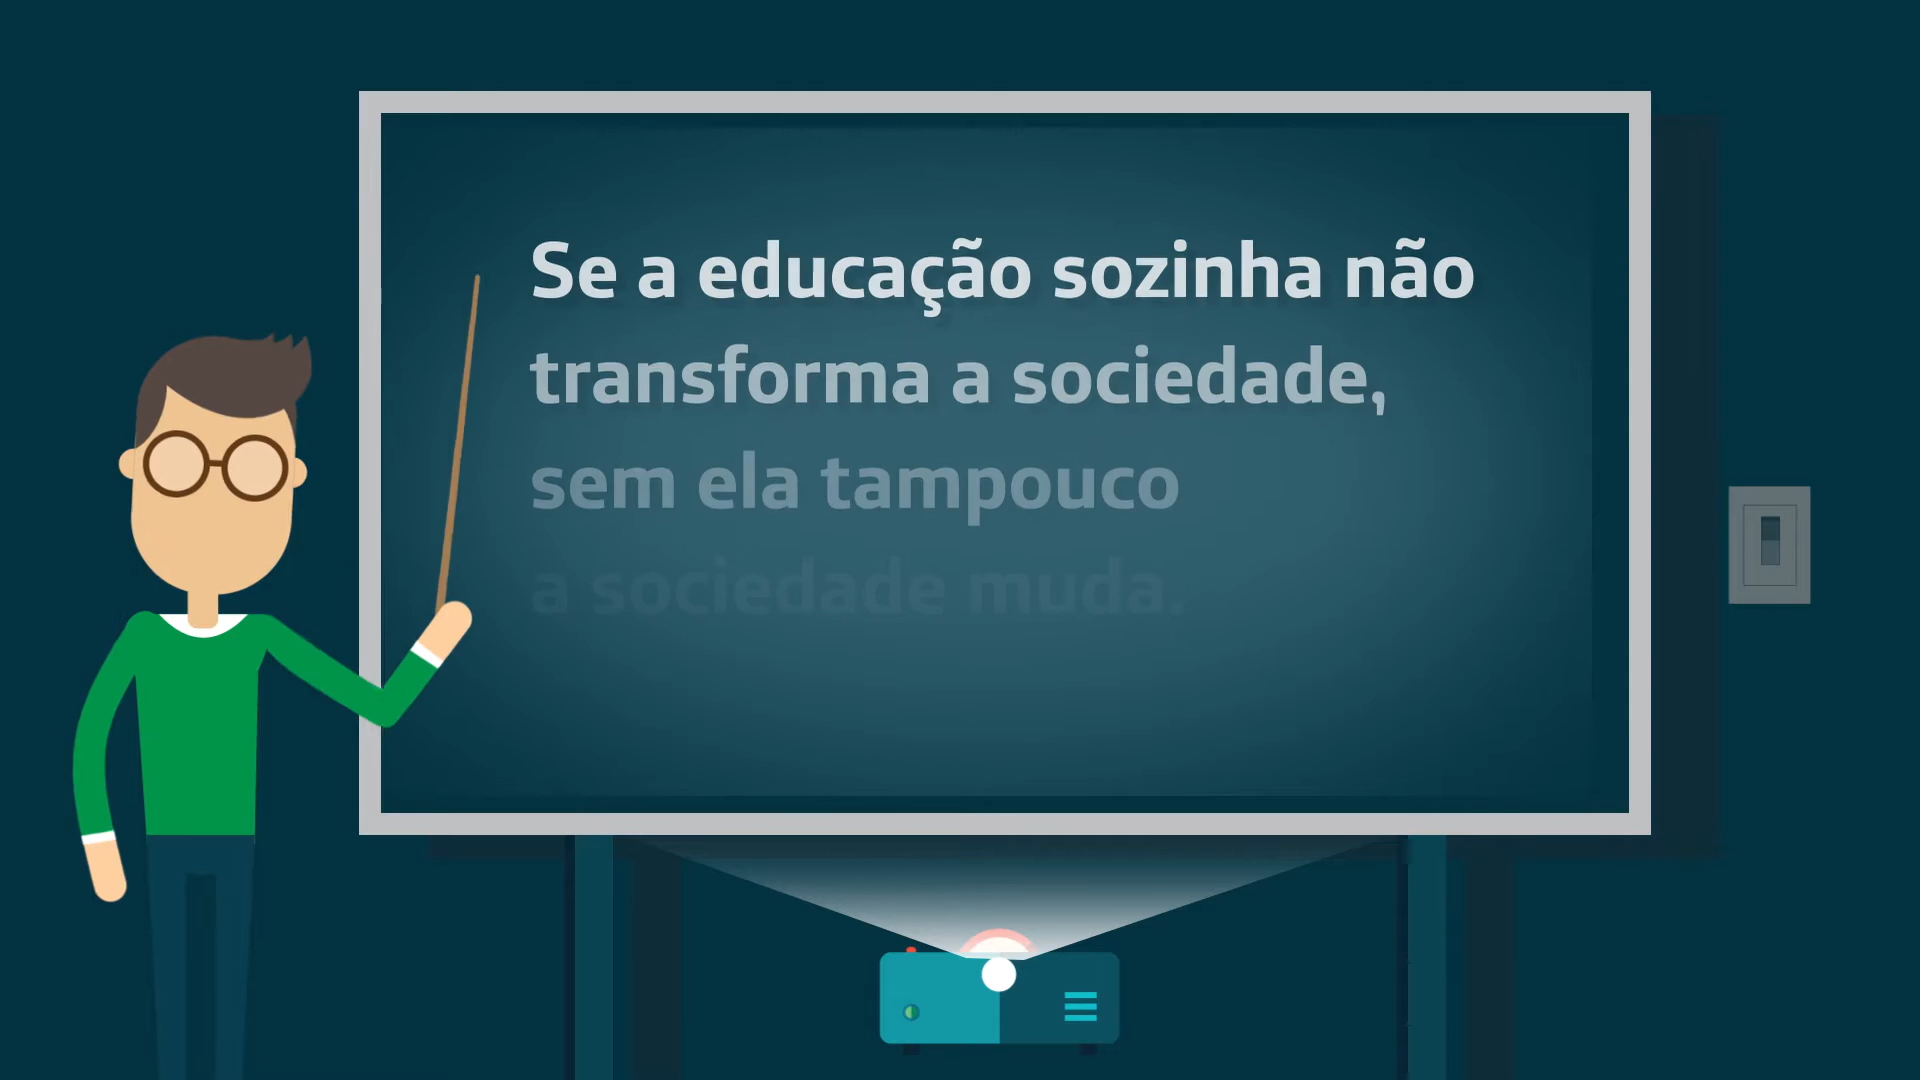 Se a educação sozinha não
transforma a sociedade,
sem ela tampouco
a sociedade muda.